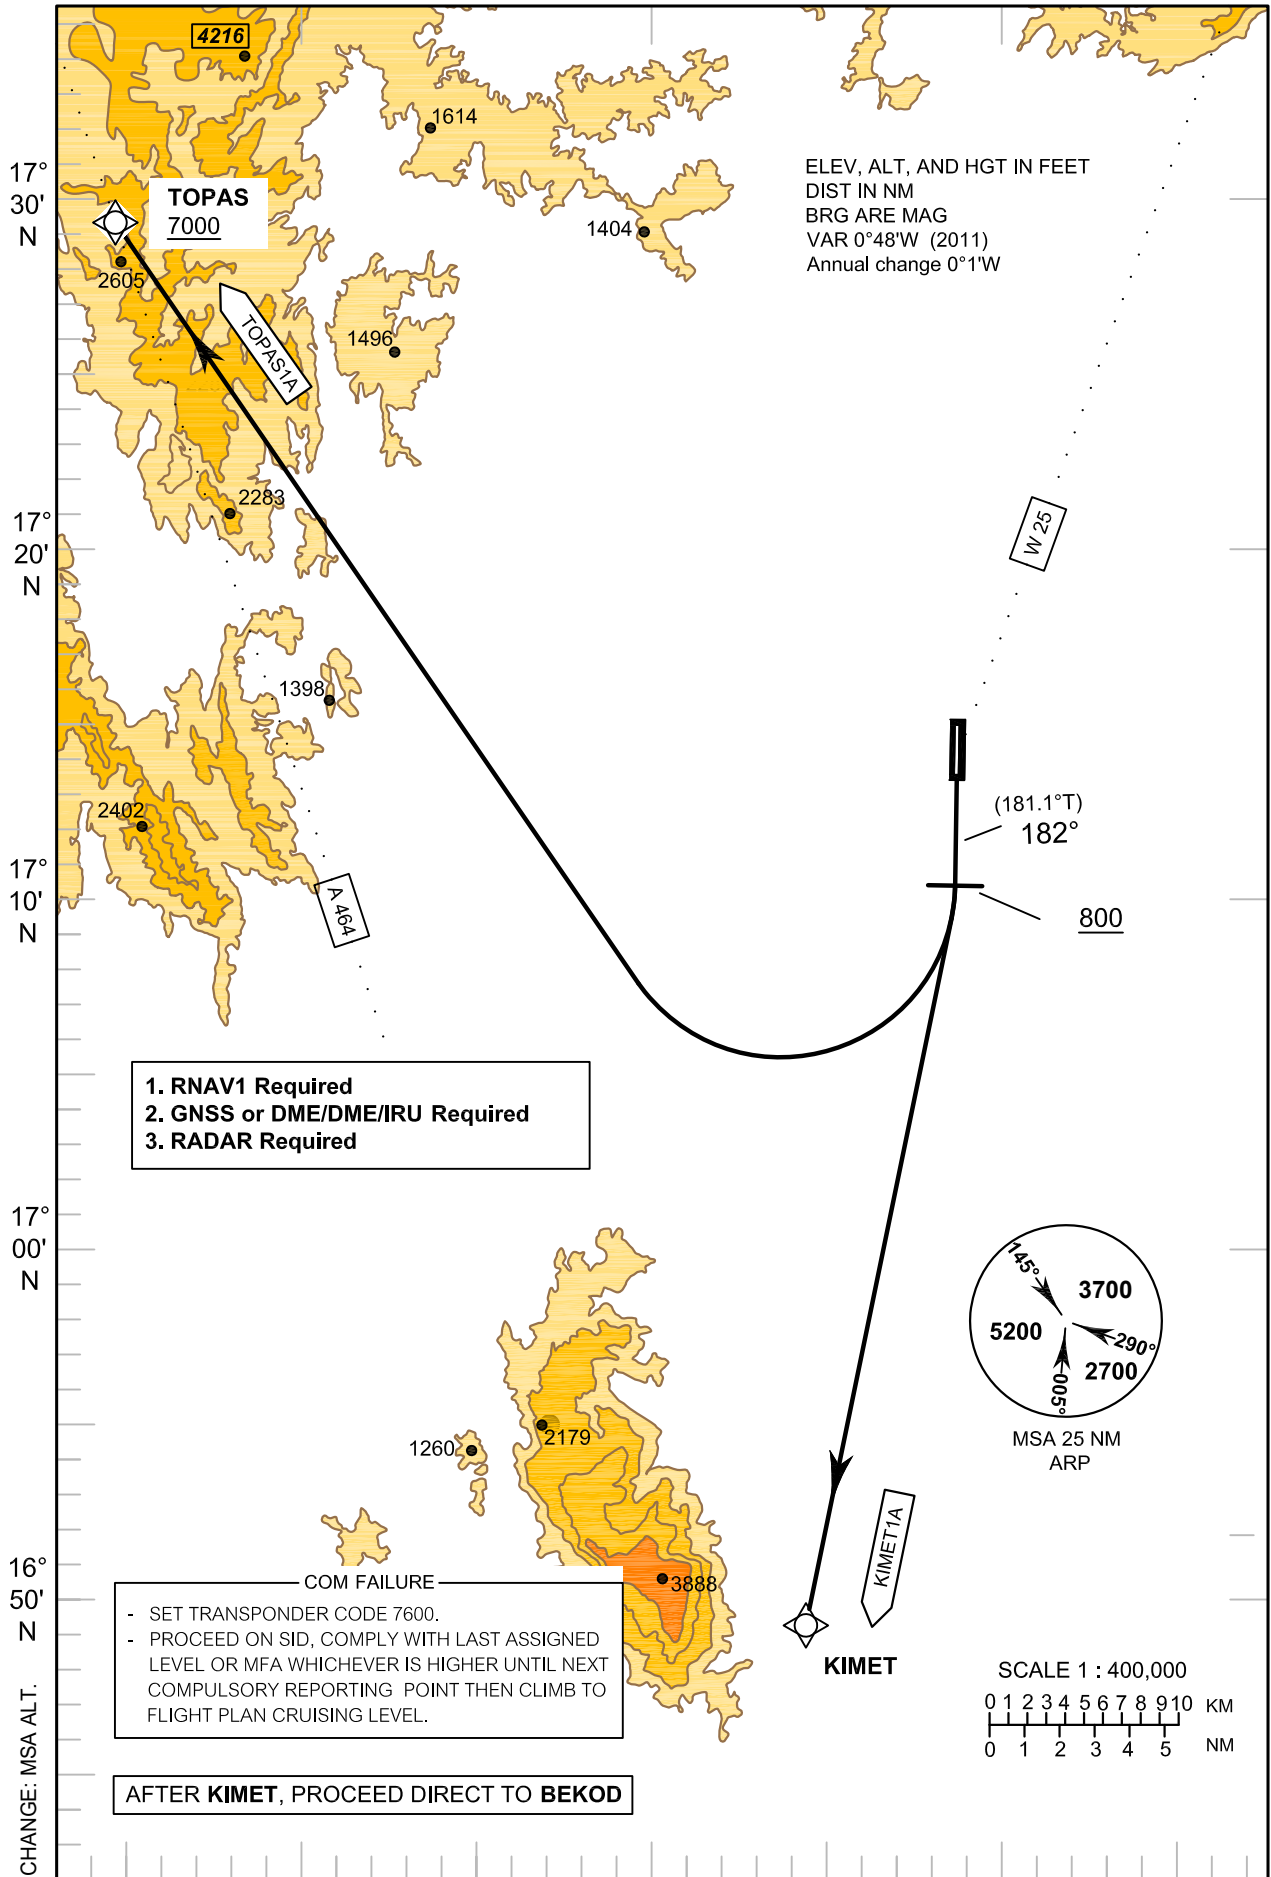 4216
1614
17°
30'
N
TOPAS
7000
ELEV, ALT, AND HGT IN FEET
DIST IN NM
BRG ARE MAG
VAR 0°48'W (2011)
Annual change 0°1'W
1404
2605
TOPAS1A
1496
2283
17°
20'
N
W 25
1398
2402
(181.1°T)
182°
17°
10'
N
A 464
800
1. RNAV1 Required
2. GNSS or DME/DME/IRU Required
3. RADAR Required
17°
00'
N
145°
3700
5200
290°
2700
005°
MSA 25 NM
ARP
1260
2179
KIMET1A
16°
50'
N
3888
COM FAILURE
- SET TRANSPONDER CODE 7600.
- PROCEED ON SID, COMPLY WITH LAST ASSIGNED
LEVEL OR MFA WHICHEVER IS HIGHER UNTIL NEXT
COMPULSORY REPORTING POINT THEN CLIMB TO
FLIGHT PLAN CRUISING LEVEL.
KIMET
SCALE 1 : 400,000
0 1 2 3 4 5 6 7 8 9 10 KM
0 1 2 3 4 5 NM
AFTER KIMET, PROCEED DIRECT TO BEKOD
CHANGE: MSA ALT.